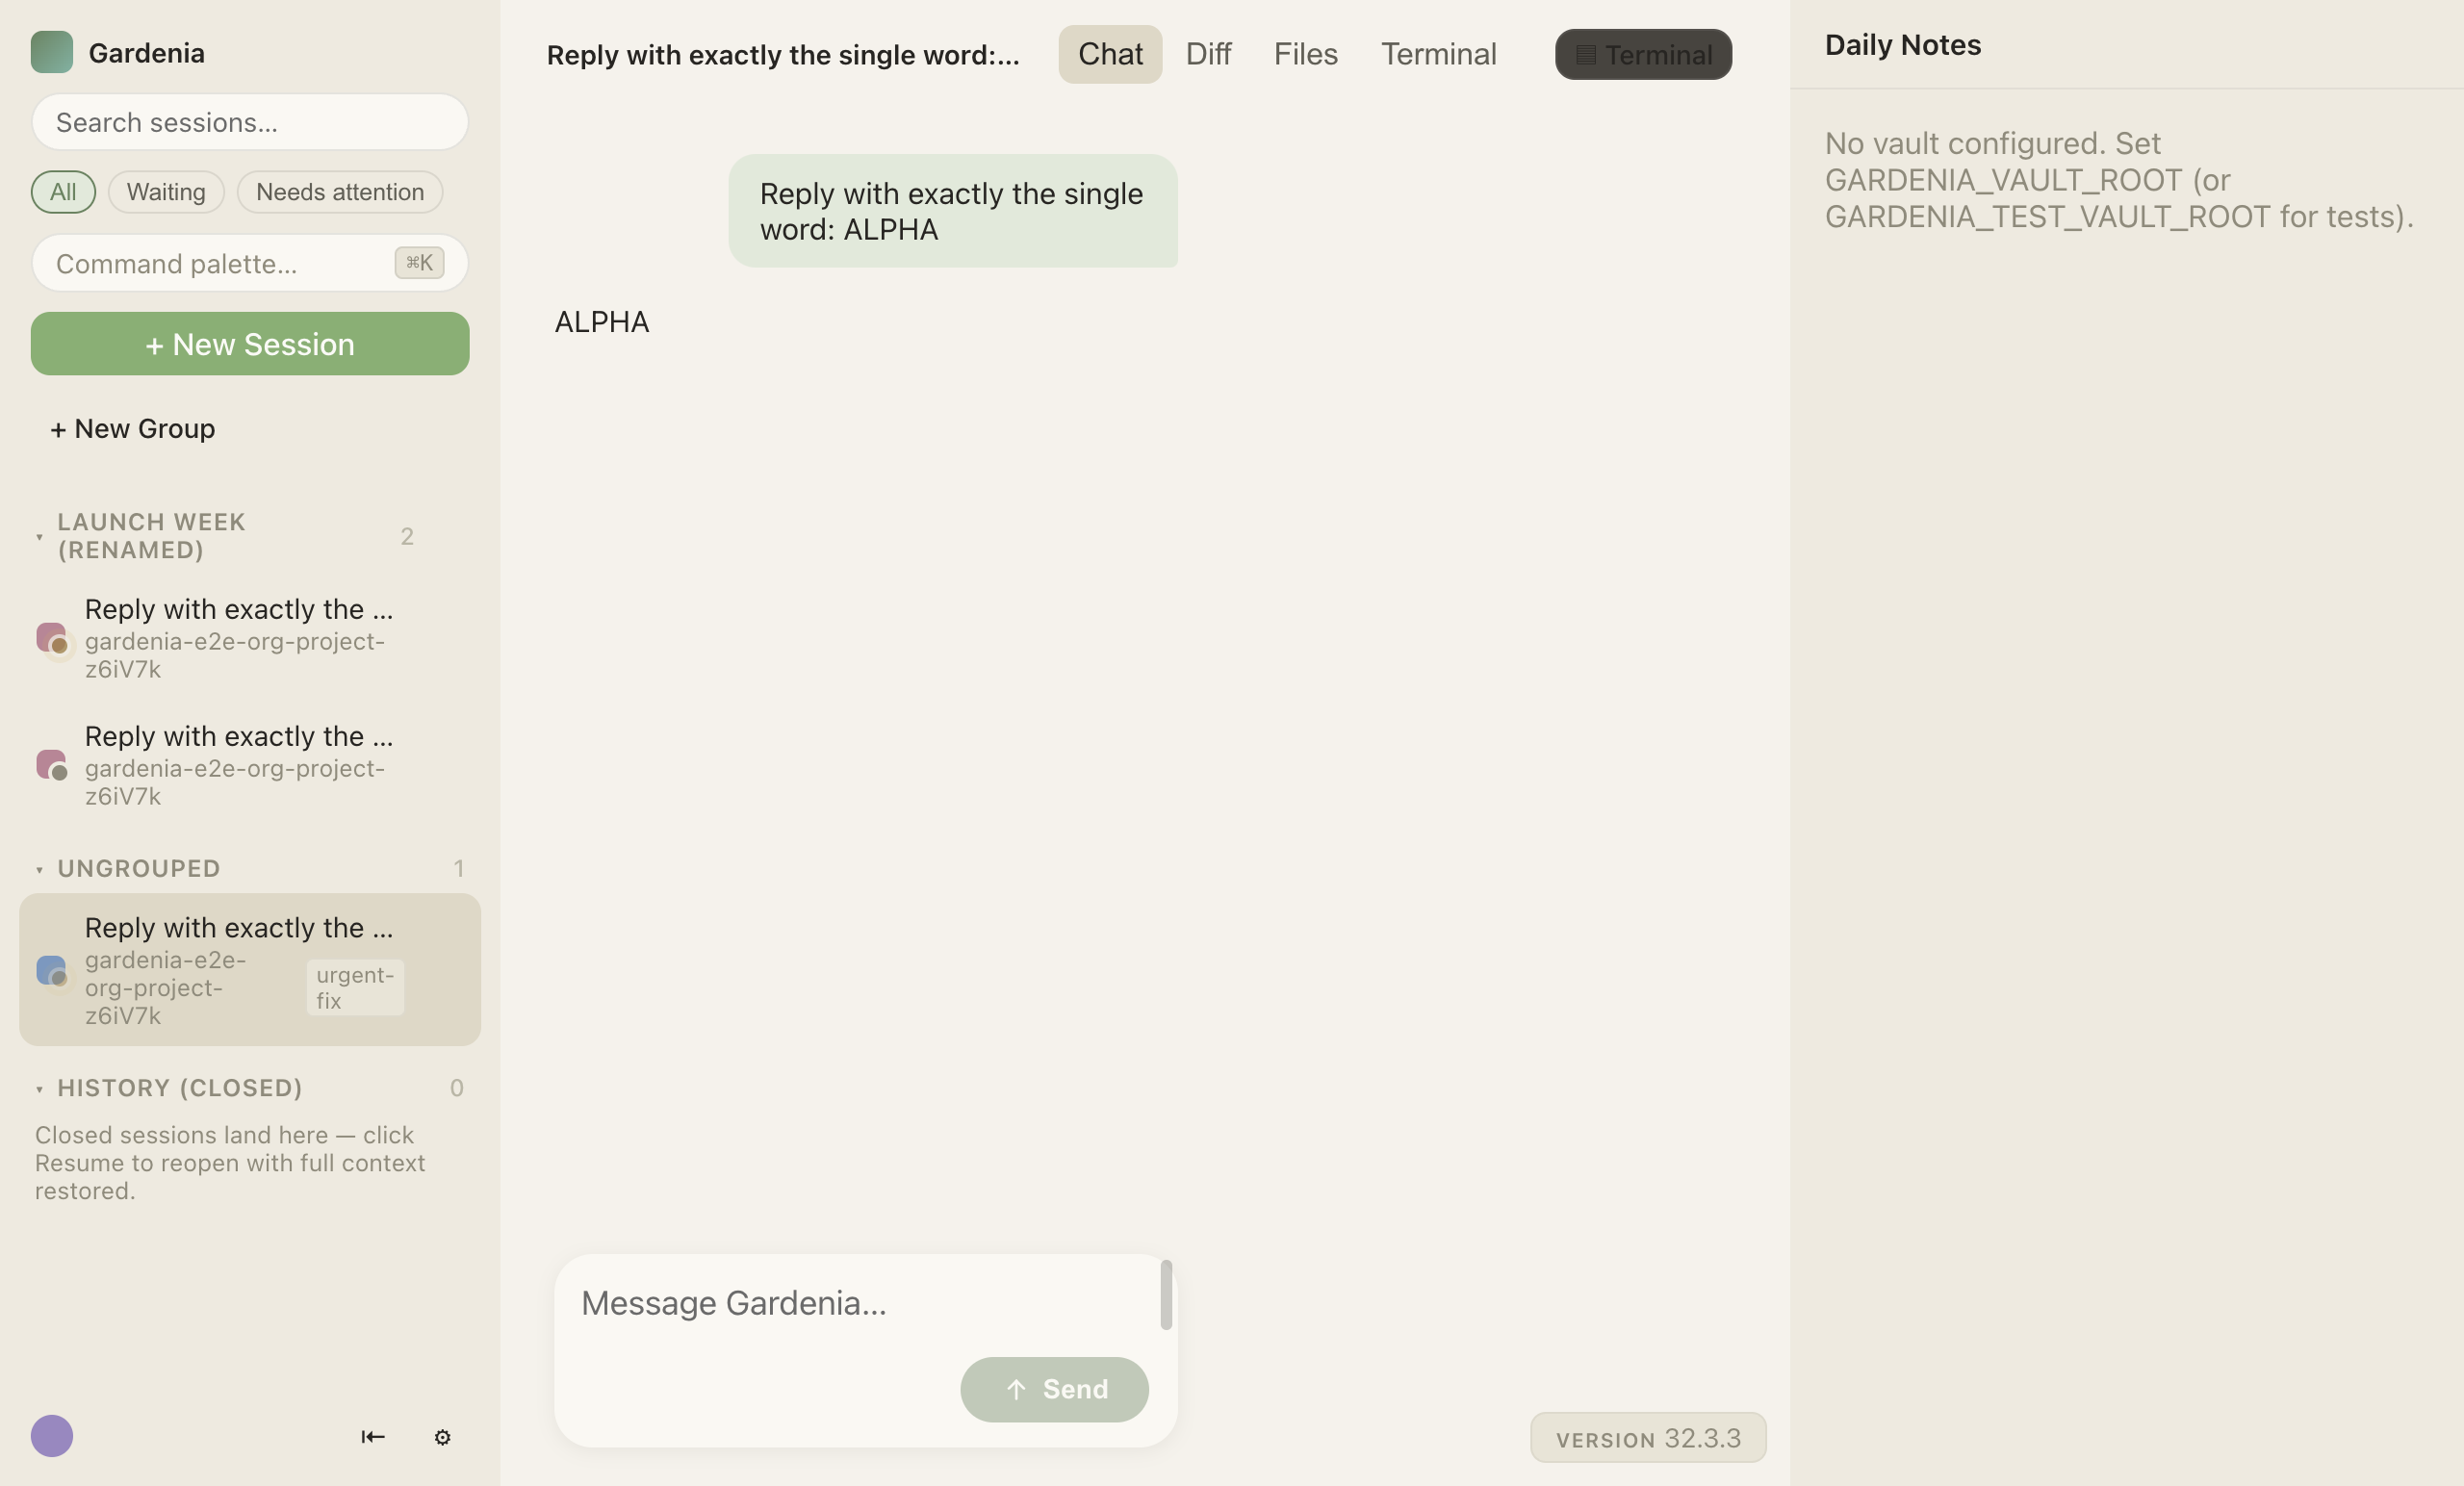 Gardenia
Search sessions...
All
Waiting
Needs attention
Command palette...
⌘K
+ New Session
+ New Group
LAUNCH WEEK
(RENAMED)
2
Reply with exactly the ...
gardenia-e2e-org-project-
z6iV7k
Reply with exactly the ...
gardenia-e2e-org-project-
z6iV7k
UNGROUPED
1
Reply with exactly the ...
gardenia-e2e-
org-project-
z6iV7k
urgent-
fix
HISTORY (CLOSED)
0
Closed sessions land here — click
Resume to reopen with full context
restored.
Reply with exactly the single word:...
Chat
Diff
Files
Terminal
Terminal
Reply with exactly the single
word: ALPHA
ALPHA
Message Gardenia...
↑ Send
VERSION 32.3.3
Daily Notes
No vault configured. Set
GARDENIA_VAULT_ROOT (or
GARDENIA_TEST_VAULT_ROOT for tests).